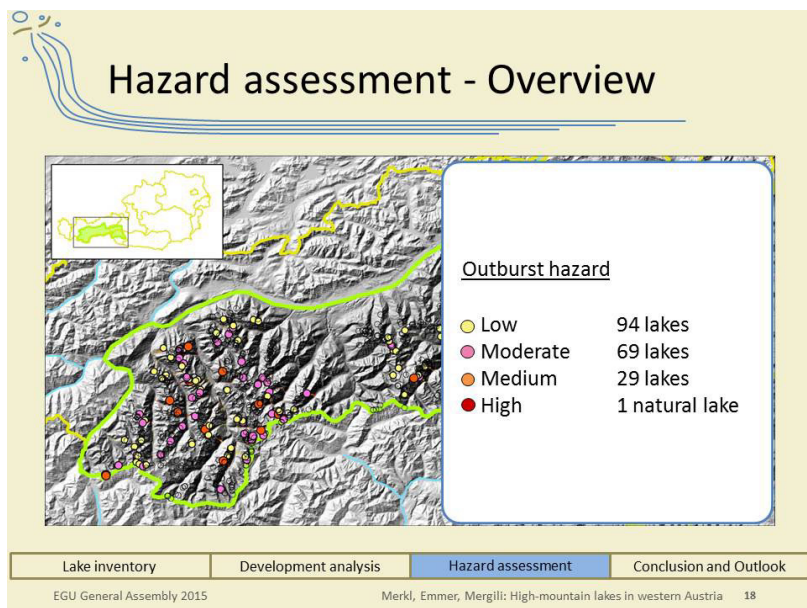 Hazard assessment - Overview
Outburst hazard
Low 94 lakes
Moderate 69 lakes
Medium 29 lakes
High 1 natural lake
Lake inventory Development analysis Hazard assessment Conclusion and Outlook
EGU General Assembly 2015 Merkl, Emmer, Mergili: High-mountain lakes in western Austria 18